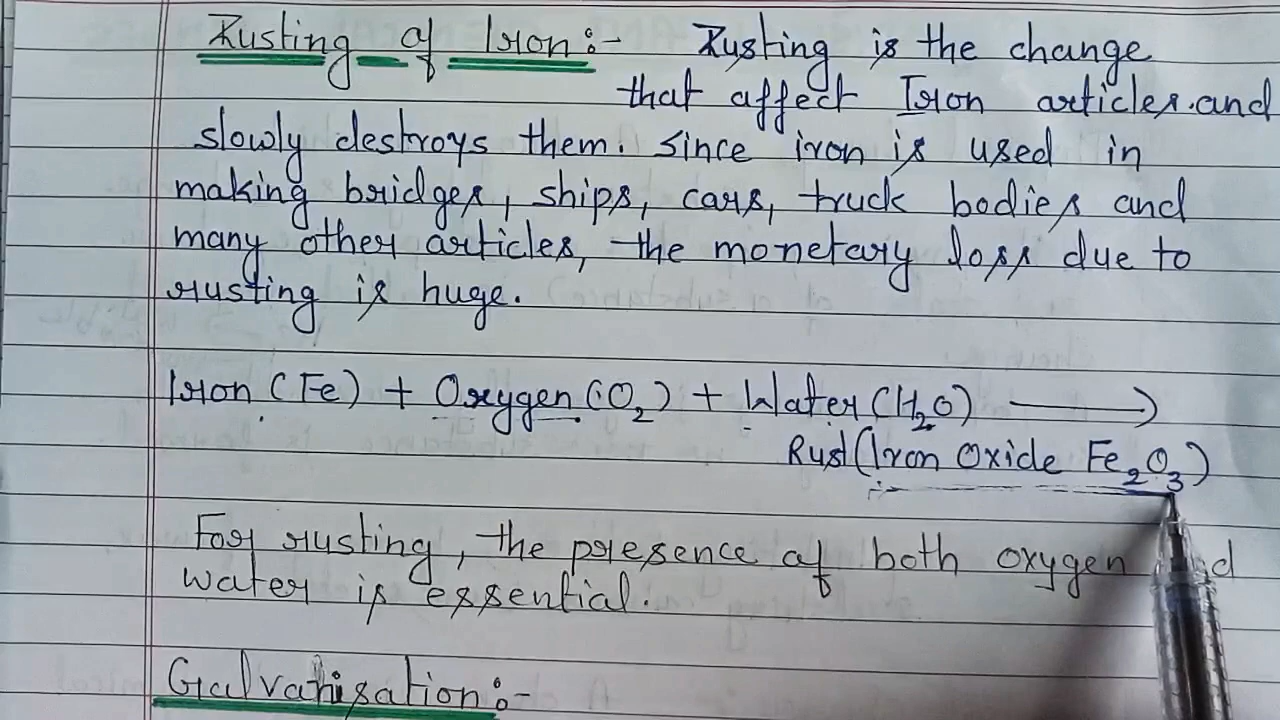 Rusting of Iron:- Rusting is the change
that affect Iron articles and
slowly destroys them. Since iron is used in
making bridges, ships, cars, truck bodies and
many other articles, the monetary loss due to
rusting is huge.
Iron (Fe) + Oxygen (O₂) + Water (H₂O) ⟶
Rust (Iron Oxide Fe₂O₃)
For rusting, the presence of both oxygen
water is essential.
Galvanisation:-